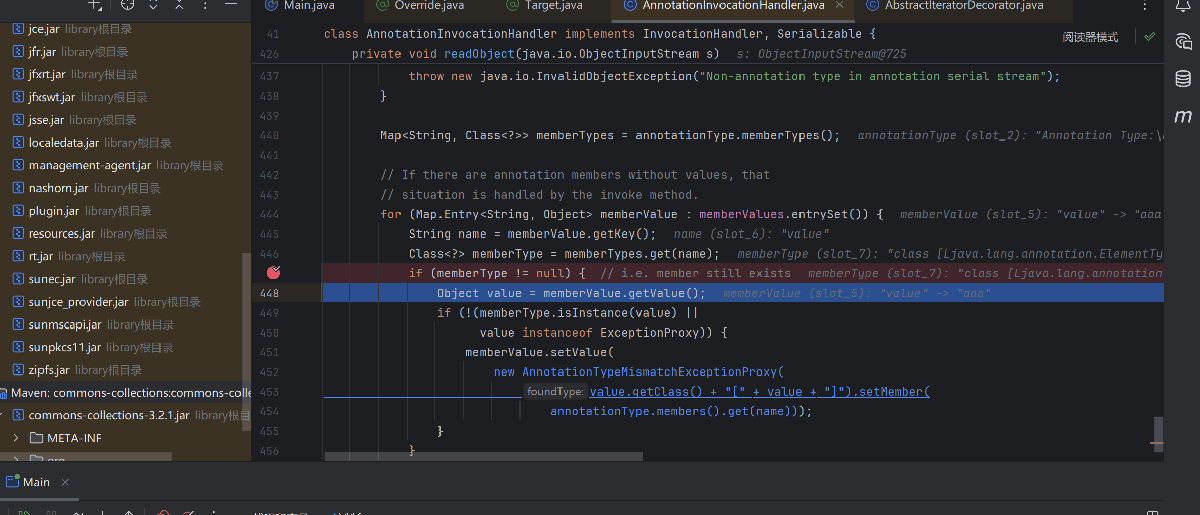 Main.java
Override.java
Target.java
AnnotationInvocationHandler.java
AbstractIteratorDecorator.java
阅读器模式
jce.jar library根目录
jfr.jar library根目录
jfxrt.jar library根目录
jfxswt.jar library根目录
jsse.jar library根目录
localedata.jar library根目录
management-agent.jar library根目录
nashorn.jar library根目录
plugin.jar library根目录
resources.jar library根目录
rt.jar library根目录
sunec.jar library根目录
sunjce_provider.jar library根目录
sunmscapi.jar library根目录
sunpkcs11.jar library根目录
zipfs.jar library根目录
Maven: commons-collections:commons-colle
commons-collections-3.2.1.jar library根目
META-INF
41 class AnnotationInvocationHandler implements InvocationHandler, Serializable {
426 private void readObject(java.io.ObjectInputStream s) s: ObjectInputStream@725
437 throw new java.io.InvalidObjectException("Non-annotation type in annotation serial stream");
438 }
439
440 Map<String, Class<?>> memberTypes = annotationType.memberTypes(); annotationType (slot_2): "Annotation Type:\
441
442 // If there are annotation members without values, that
443 // situation is handled by the invoke method.
444 for (Map.Entry<String, Object> memberValue : memberValues.entrySet()) { memberValue (slot_5): "value" -> "aaa
445 String name = memberValue.getKey(); name (slot_6): "value"
446 Class<?> memberType = memberTypes.get(name); memberType (slot_7): "class [Ljava.lang.annotation.ElementTy
if (memberType != null) { // i.e. member still exists memberType (slot_7): "class [Ljava.lang.annotation
448 Object value = memberValue.getValue(); memberValue (slot_5): "value" -> "aaa"
449 if (!(memberType.isInstance(value) ||
450 value instanceof ExceptionProxy)) {
451 memberValue.setValue(
452 new AnnotationTypeMismatchExceptionProxy(
453 foundType: value.getClass() + "[" + value + "]").setMember(
454 annotationType.members().get(name)));
455 }
456 }
Main